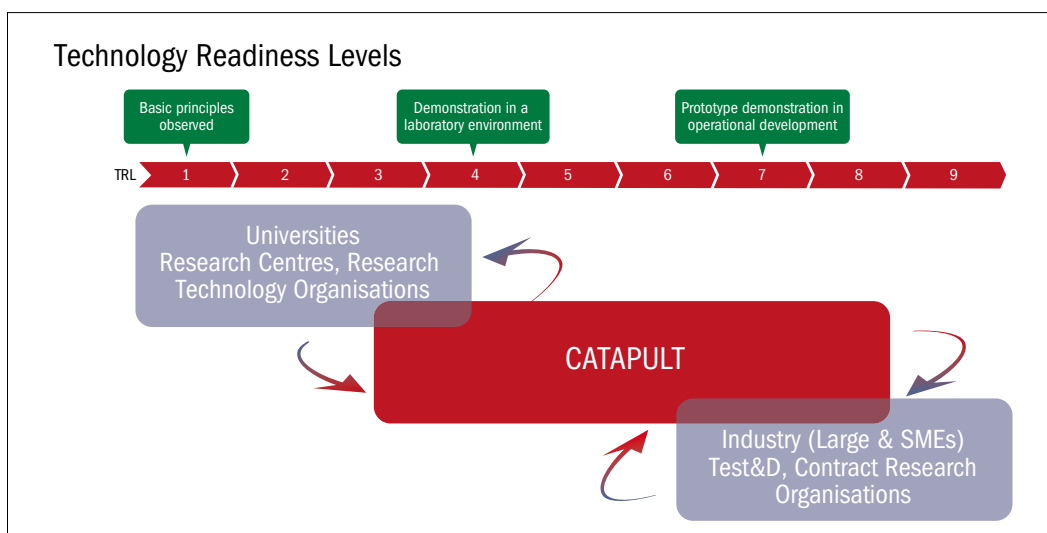 Technology Readiness Levels
Basic principles
observed
Demonstration in a
laboratory environment
Prototype demonstration in
operational development
TRL 1 2 3 4 5 6 7 8 9
Universities
Research Centres, Research
Technology Organisations
CATAPULT
Industry (Large & SMEs)
Test&D, Contract Research
Organisations